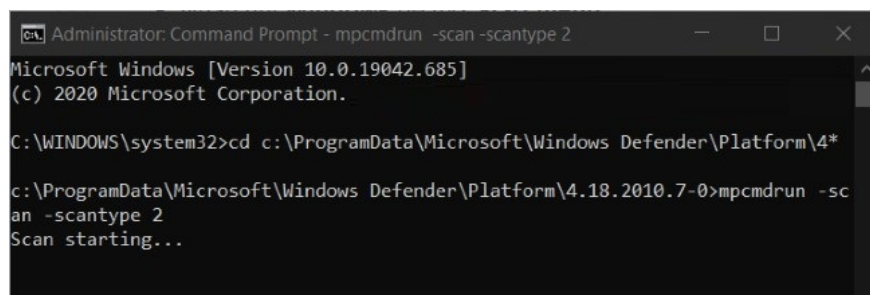 Administrator: Command Prompt - mpcmdrun -scan -scantype 2
Microsoft Windows [Version 10.0.19042.685]
(c) 2020 Microsoft Corporation.
C:\WINDOWS\system32>cd c:\ProgramData\Microsoft\Windows Defender\Platform\4*
c:\ProgramData\Microsoft\Windows Defender\Platform\4.18.2010.7-0>mpcmdrun -sc
an -scantype 2
Scan starting...